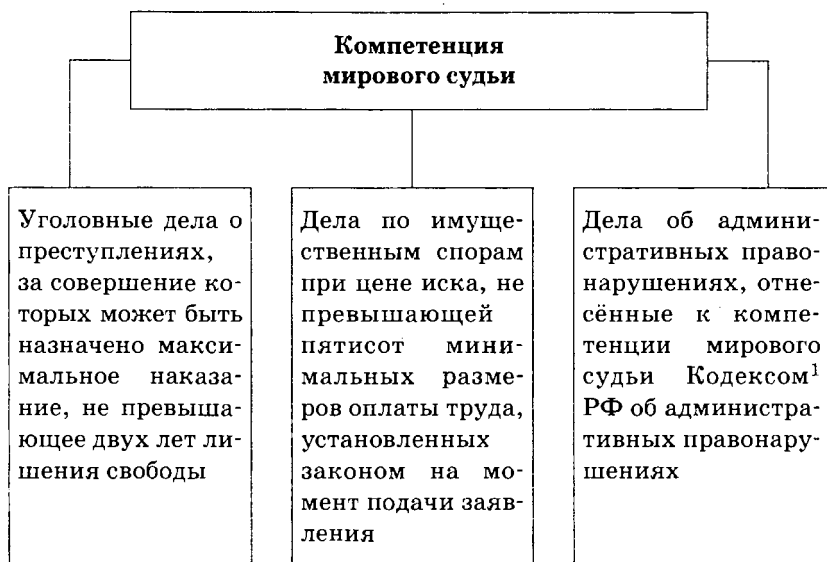 Компетенция
мирового судьи
Уголовные дела о
преступлениях,
за совершение ко-
торых может быть
назначено макси-
мальное наказа-
ние, не превыша-
ющее двух лет ли-
шения свободы
Дела по имуще-
ственным спорам
при цене иска, не
превышающей
пятисот мини-
мальных разме-
ров оплаты труда,
установленных
законом на мо-
мент подачи заяв-
ления
Дела об админи-
стративных право-
нарушениях, отне-
сённые к компе-
тенции мирового
судьи Кодексом¹
РФ об администра-
тивных правонару-
шениях